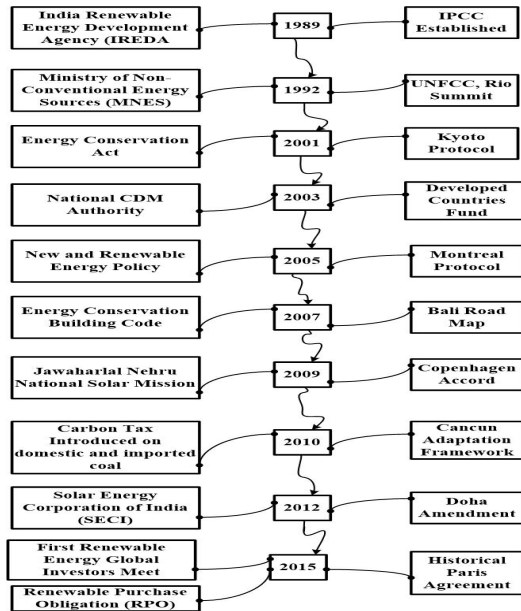 India Renewable
Energy Development
Agency (IREDA
1989
IPCC
Established
Ministry of Non-
Conventional Energy
Sources (MNES)
1992
UNFCC, Rio
Summit
Energy Conservation
Act
2001
Kyoto
Protocol
National CDM
Authority
2003
Developed
Countries
Fund
New and Renewable
Energy Policy
2005
Montreal
Protocol
Energy Conservation
Building Code
2007
Bali Road
Map
Jawaharlal Nehru
National Solar Mission
2009
Copenhagen
Accord
Carbon Tax
Introduced on
domestic and imported
coal
2010
Cancun
Adaptation
Framework
Solar Energy
Corporation of India
(SECI)
2012
Doha
Amendment
First Renewable
Energy Global
Investors Meet
Renewable Purchase
Obligation (RPO)
2015
Historical
Paris
Agreement